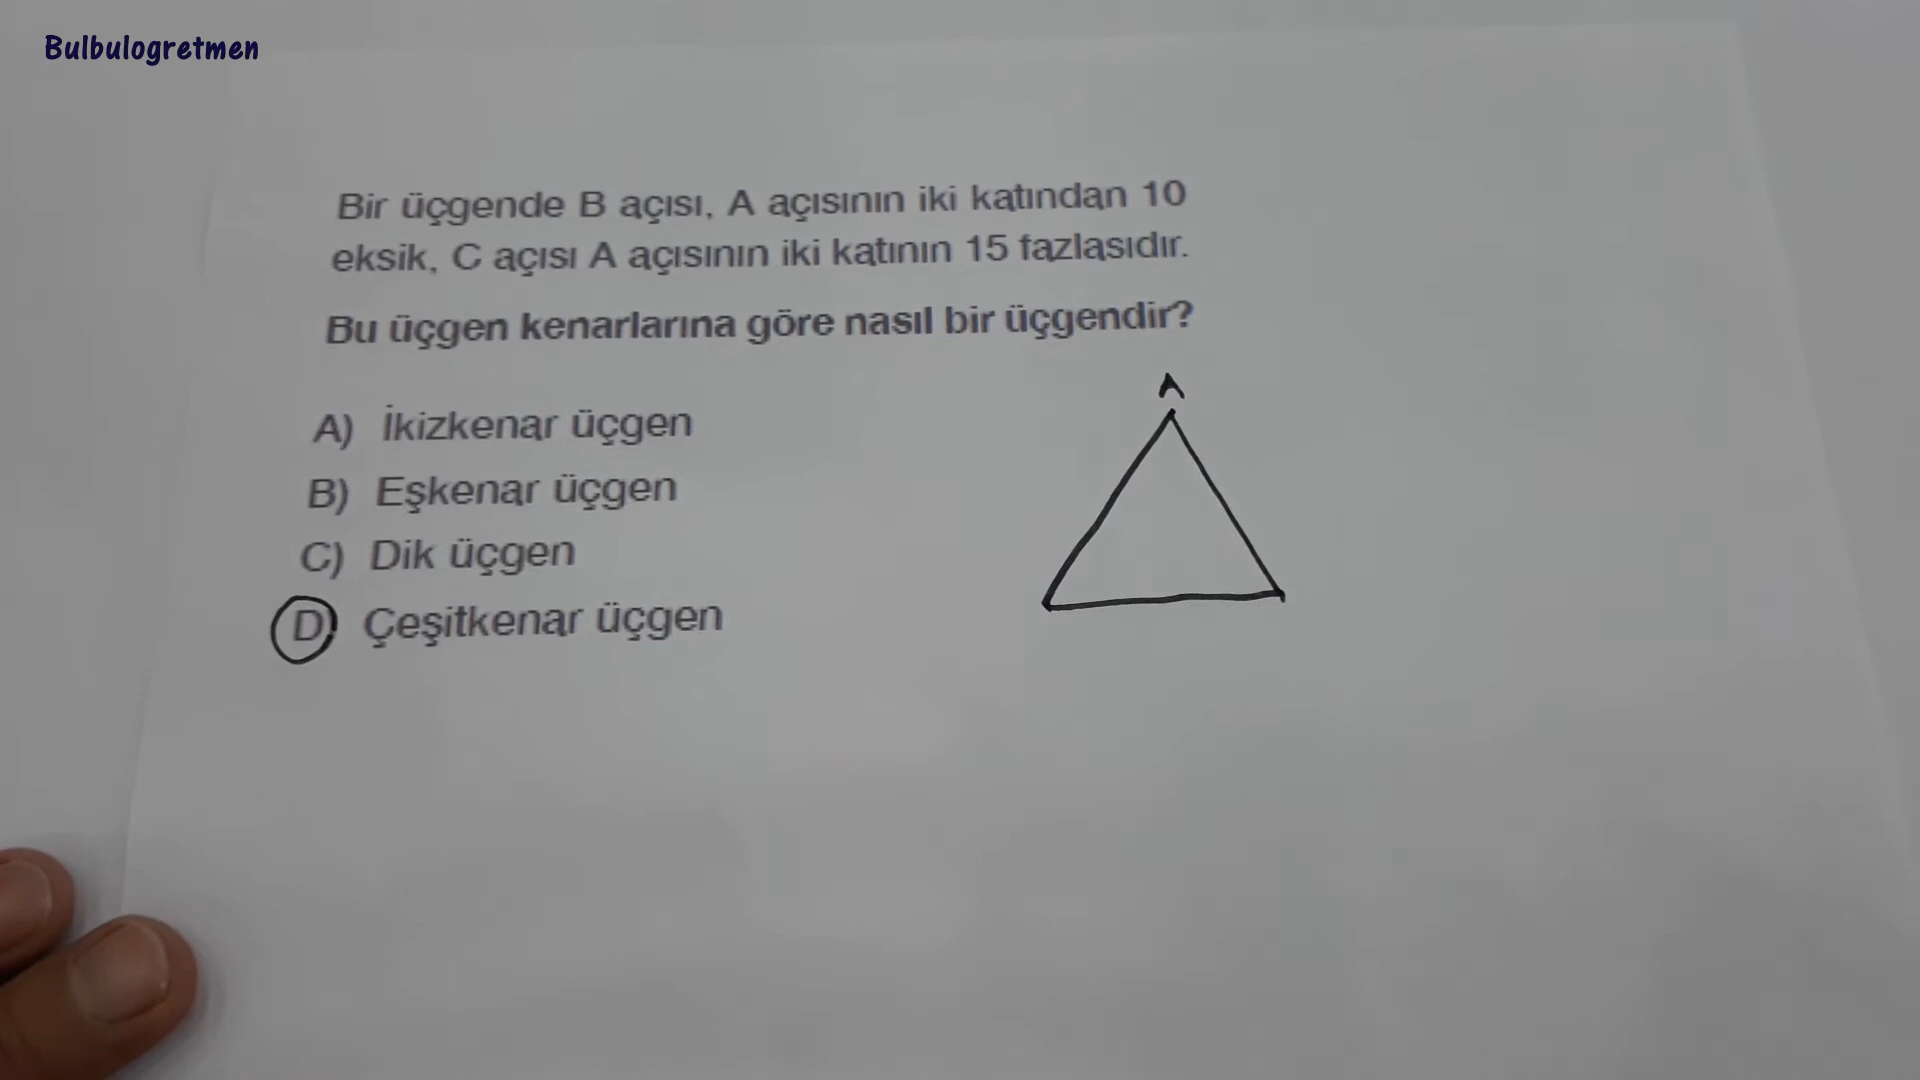 Bulbulogretmen
Bir üçgende B açısı, A açısının iki katından 10
eksik, C açısı A açısının iki katının 15 fazlasıdır.
Bu üçgen kenarlarına göre nasıl bir üçgendir?
A) İkizkenar üçgen
B) Eşkenar üçgen
C) Dik üçgen
D) Çeşitkenar üçgen
A